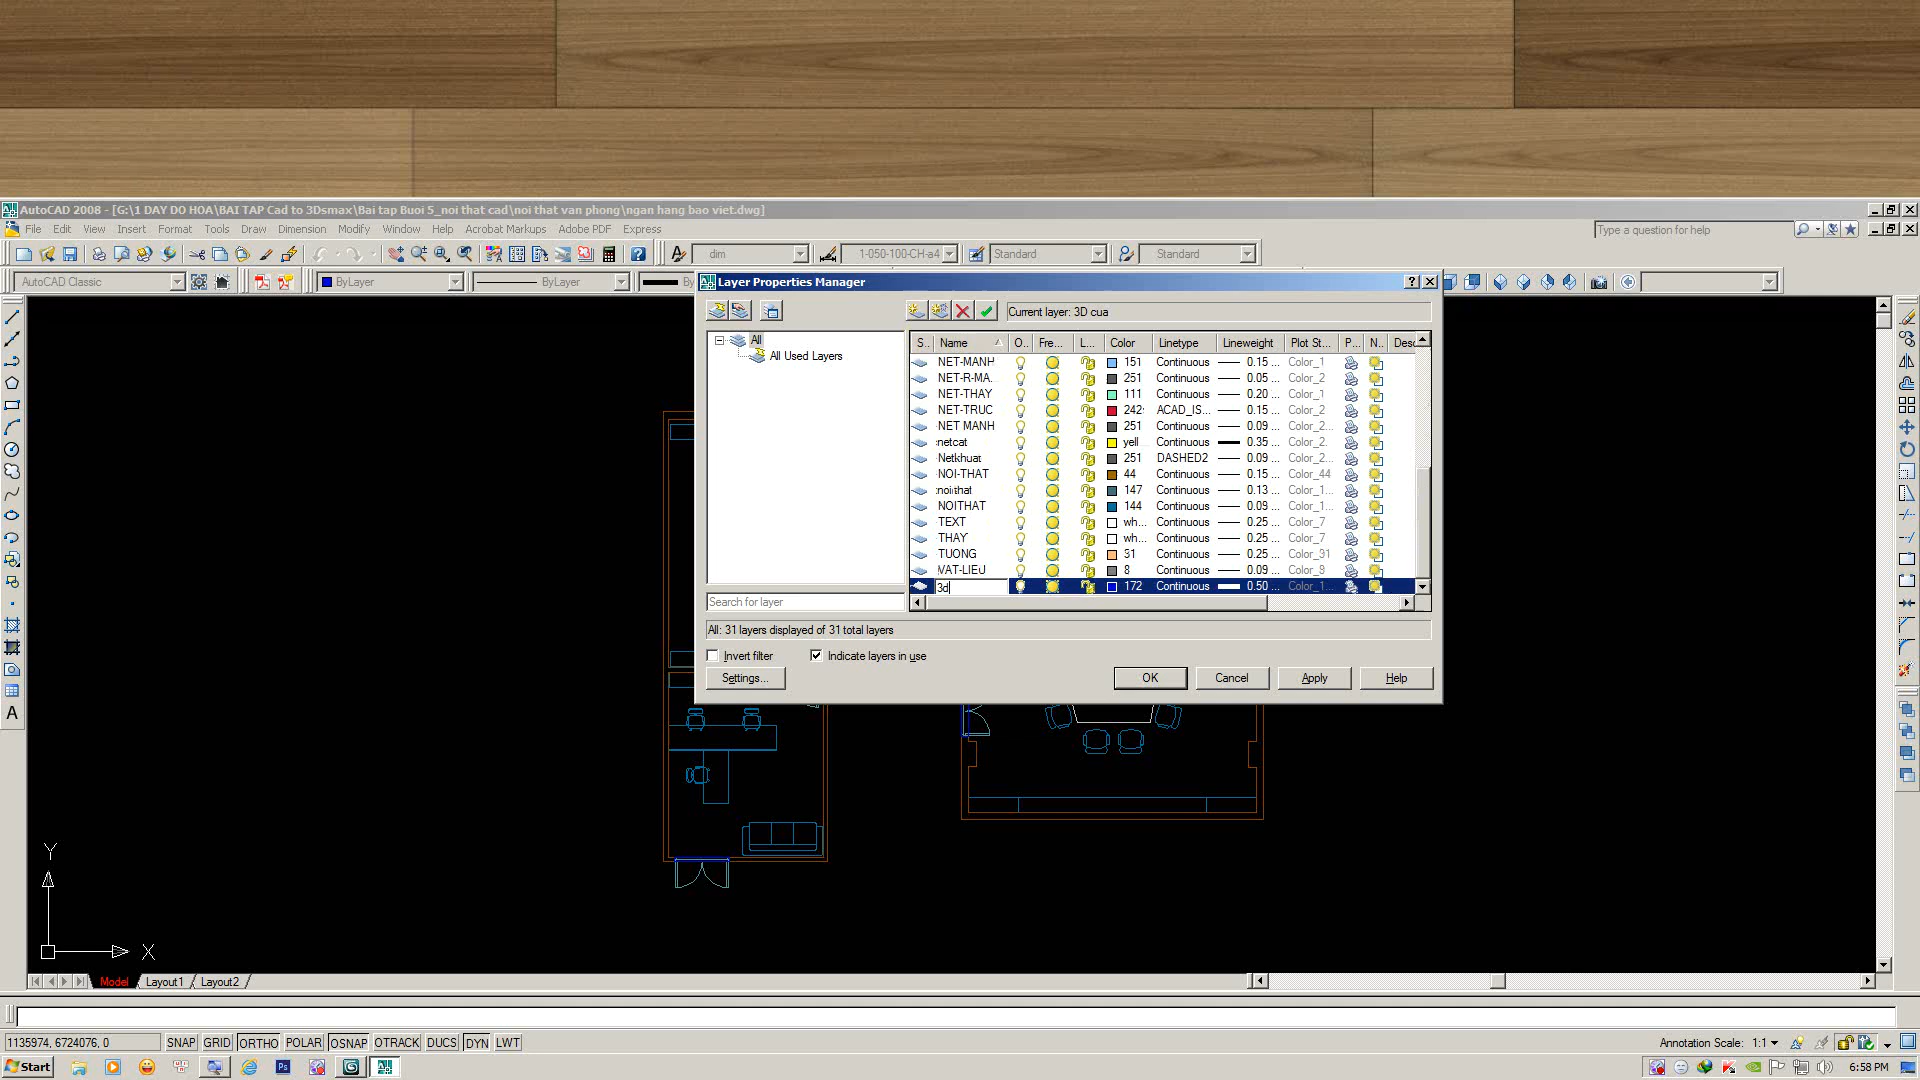 AutoCAD 2008 - [G:\1 DAY DO HOA\BAI TAP Cad to 3Dsmax\Bai tap Buoi 5_noi that cad\noi that van phong\ngan hang bao viet.dwg]
File Edit View Insert Format Tools Draw Dimension Modify Window Help Acrobat Markups Adobe PDF Express
Type a question for help
dim 1-050-100-CH-a4 Standard Standard
AutoCAD Classic ByLayer ByLayer By
Layer Properties Manager
Current layer: 3D cua
All
All Used Layers
S.. Name O.. Fre... L... Color Linetype Lineweight Plot St... P... N.. Desc
NET-MANH 151 Continuous 0.15 ... Color_1
NET-R-MA. 251 Continuous 0.05 ... Color_2
NET-THAY 111 Continuous 0.20 ... Color_1
NET-TRUC 242 ACAD_IS... 0.15 ... Color_2
NET MANH 251 Continuous 0.09 ... Color_2...
netcat yell Continuous 0.35 ... Color_2.
Netkhuat 251 DASHED2 0.09 ... Color_2...
NOI-THAT 44 Continuous 0.15 ... Color_44
noithat 147 Continuous 0.13 ... Color_1...
NOITHAT 144 Continuous 0.09 ... Color_1...
TEXT wh... Continuous 0.25 ... Color_7
THAY wh... Continuous 0.25 ... Color_7
TUONG 31 Continuous 0.25 ... Color_31
VAT-LIEU 8 Continuous 0.09 ... Color_9
3d 172 Continuous 0.50 ... Color_1...
Search for layer
All: 31 layers displayed of 31 total layers
Invert filter Indicate layers in use
Settings... OK Cancel Apply Help
Y
X
Model Layout1 Layout2
1135974, 6724076, 0 SNAP GRID ORTHO POLAR OSNAP OTRACK DUCS DYN LWT
Annotation Scale: 1:1
Start
Ps
6:58 PM